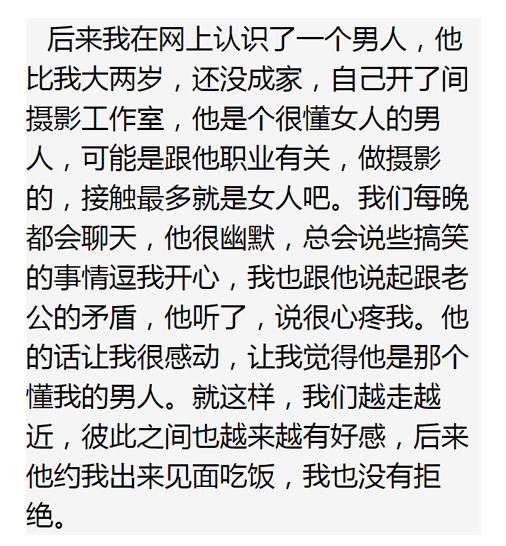 后来我在网上认识了一个男人，他
比我大两岁，还没成家，自己开了间
摄影工作室，他是个很懂女人的男
人，可能是跟他职业有关，做摄影
的，接触最多就是女人吧。我们每晚
都会聊天，他很幽默，总会说些搞笑
的事情逗我开心，我也跟他说起跟老
公的矛盾，他听了，说很心疼我。他
的话让我很感动，让我觉得他是那个
懂我的男人。就这样，我们越走越
近，彼此之间也越来越有好感，后来
他约我出来见面吃饭，我也没有拒
绝。